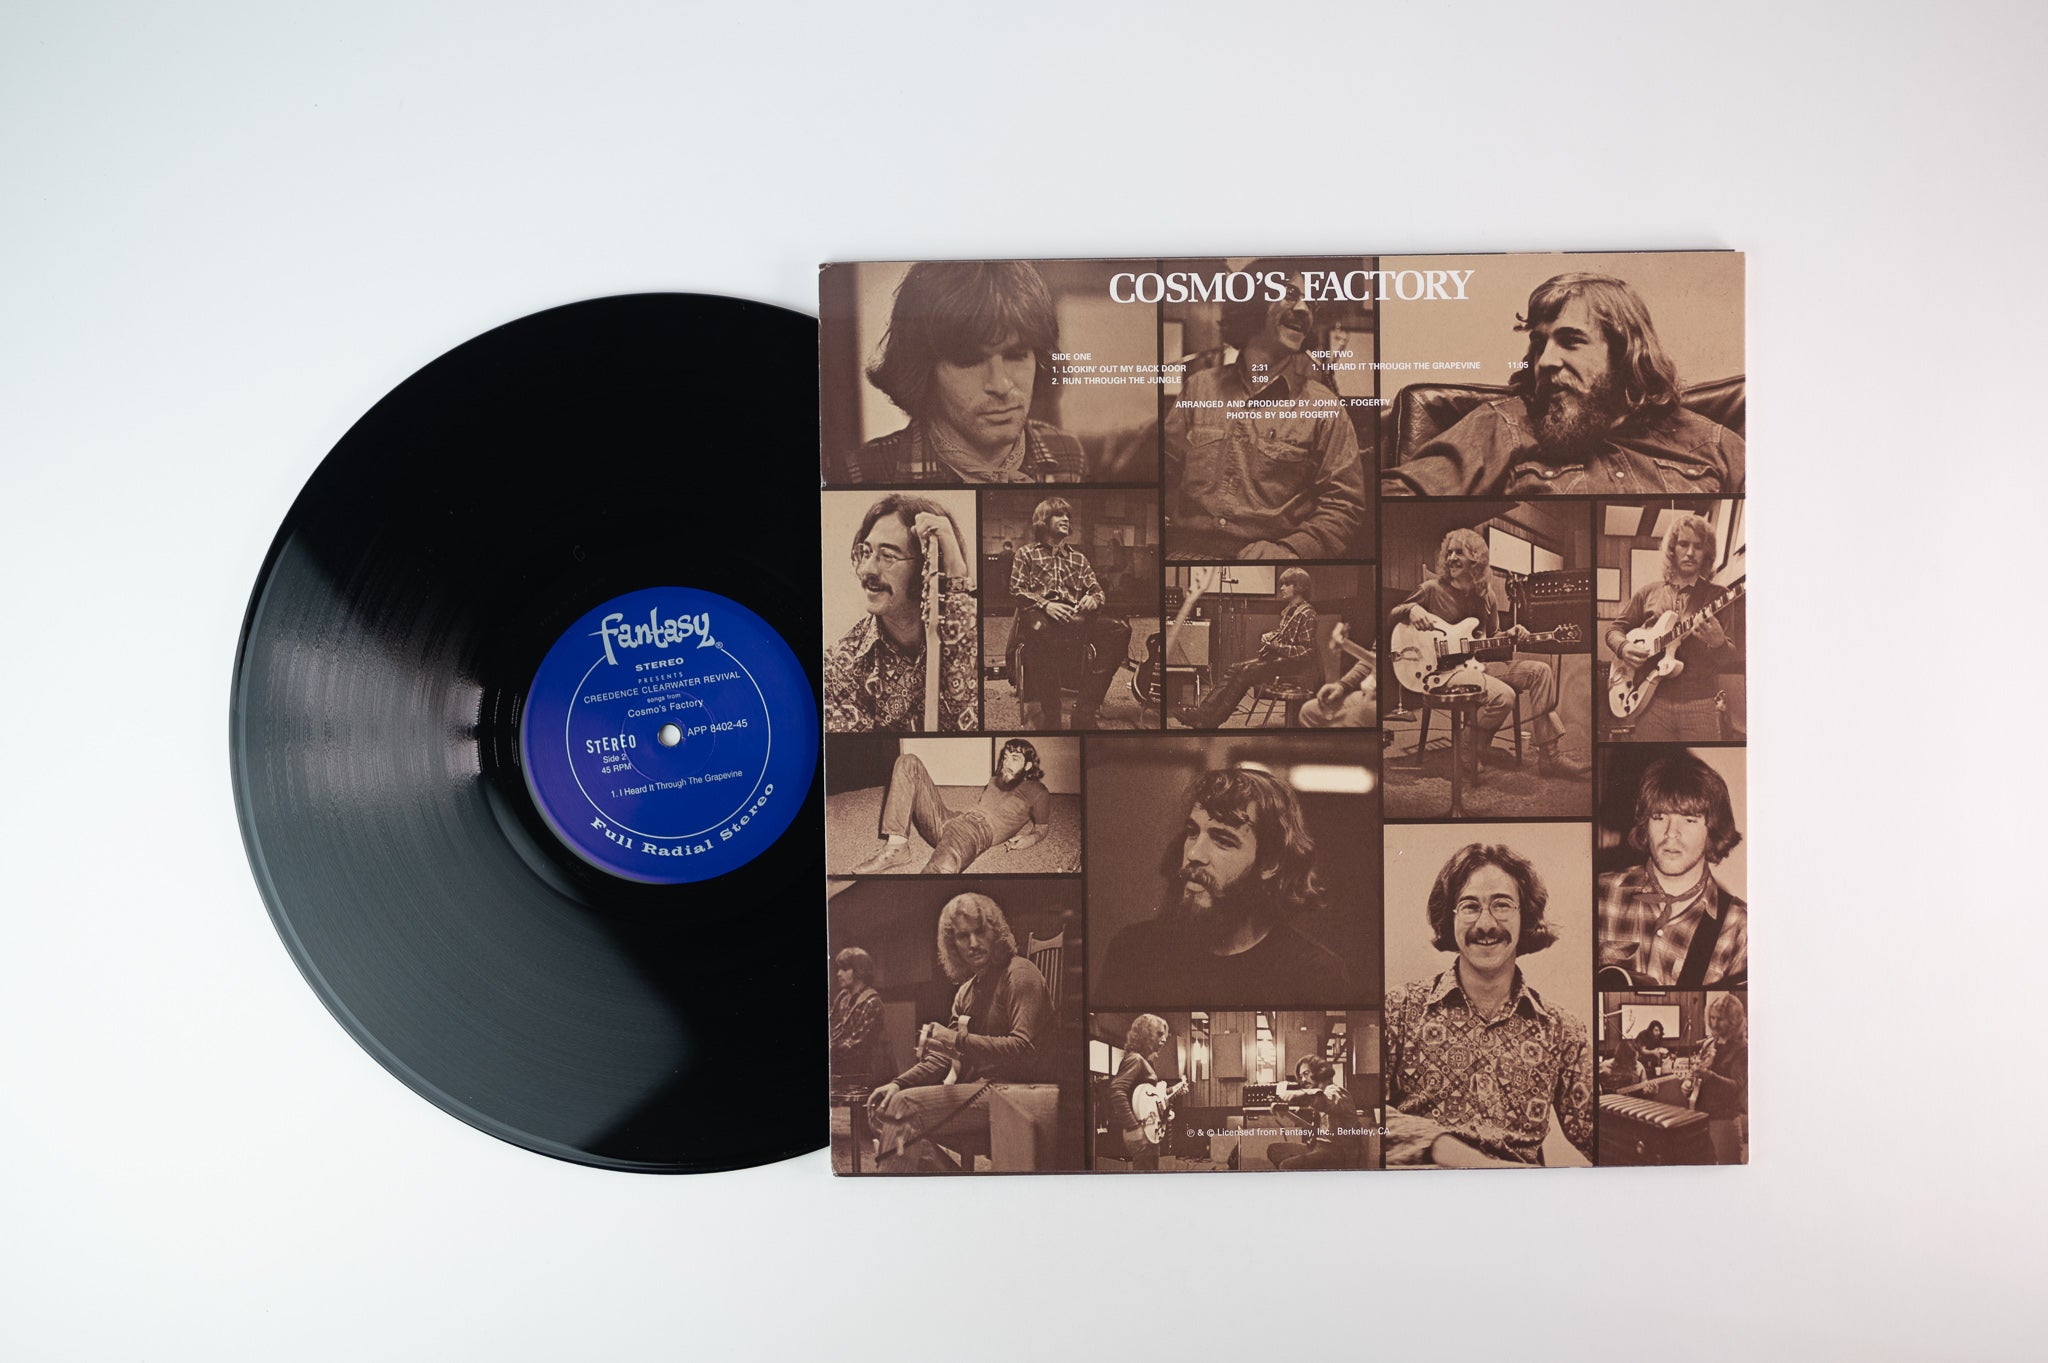 fantasy®
STEREO
PRESENTS
CREEDENCE CLEARWATER REVIVAL
songs from
Cosmo's Factory
STEREO
APP 8402-45
Side 2
45 RPM
1. I Heard It Through The Grapevine
Full Radial Stereo
COSMO'S FACTORY
SIDE ONE
1. LOOKIN' OUT MY BACK DOOR 2:31
2. RUN THROUGH THE JUNGLE 3:09
SIDE TWO
1. I HEARD IT THROUGH THE GRAPEVINE 11:05
ARRANGED AND PRODUCED BY JOHN C. FOGERTY
PHOTOS BY BOB FOGERTY
℗ & © Licensed from Fantasy, Inc., Berkeley, CA